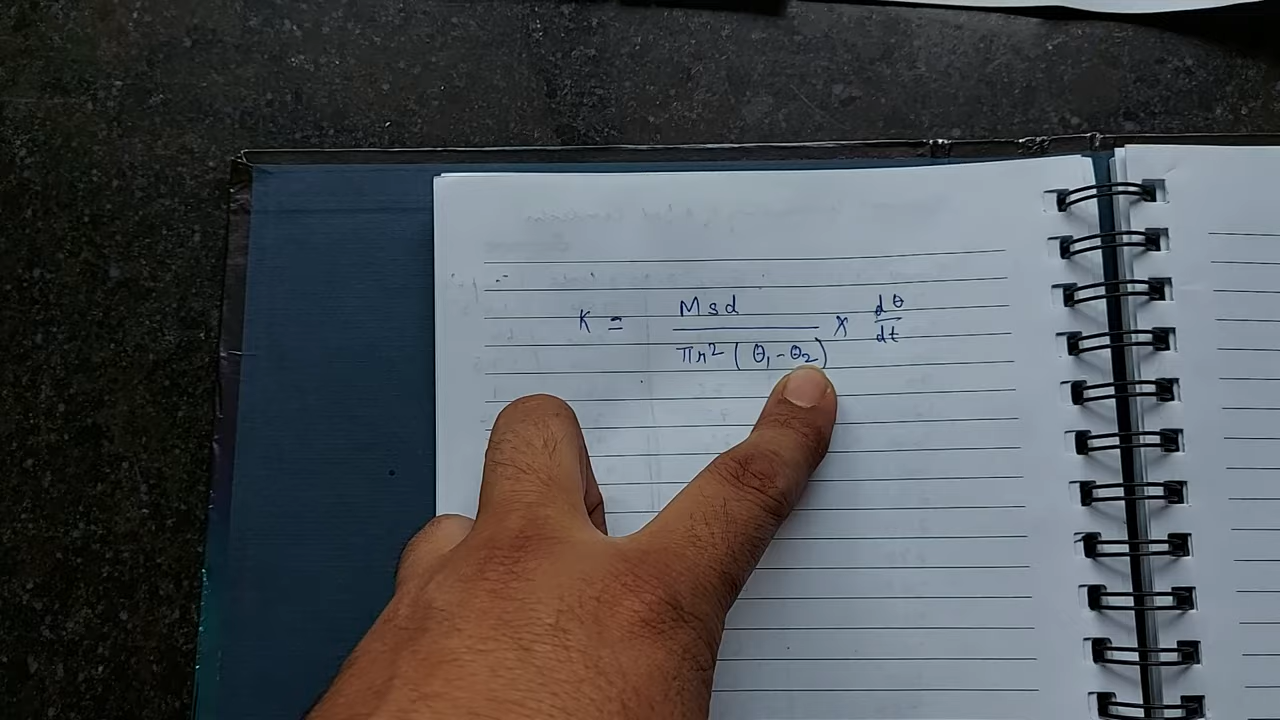 K = Msd / πr² (θ₁ - θ₂) × dθ/dt